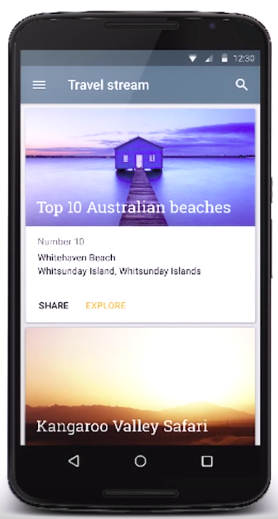 12:30
Travel stream
Top 10 Australian beaches
Number 10
Whitehaven Beach
Whitsunday Island, Whitsunday Islands
SHARE
EXPLORE
Kangaroo Valley Safari